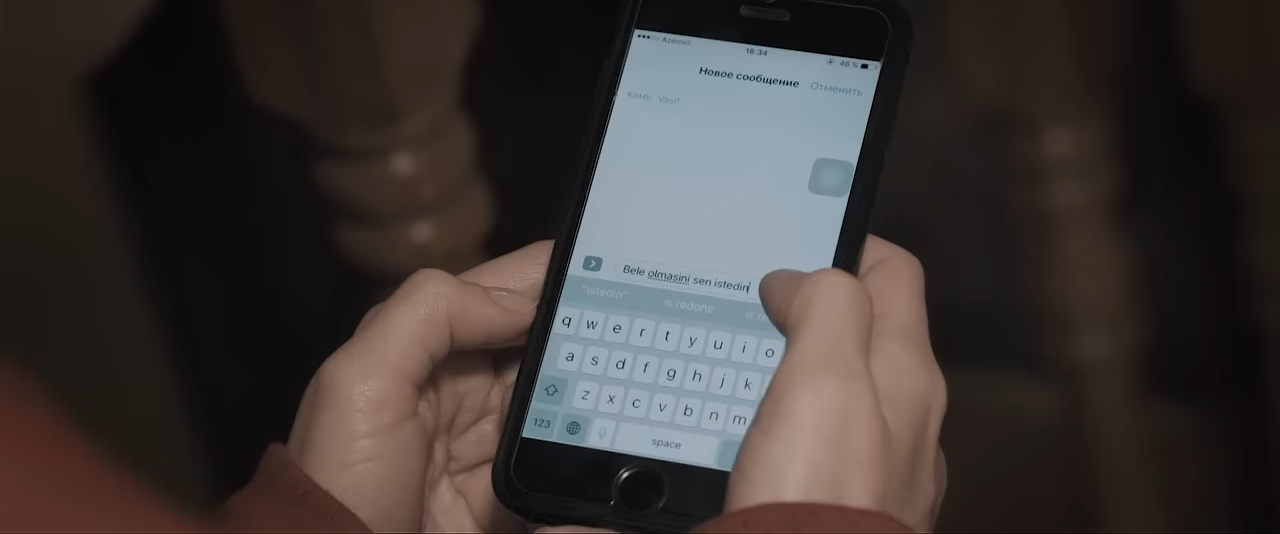 Azercell 18:34 46 %
Новое сообщение Отменить
Кому: Vasif
Bele olmasini sen istedin
"istedin" is redone
q w e r t y u i o
a s d f g h j k
z x c v b n m
123 space